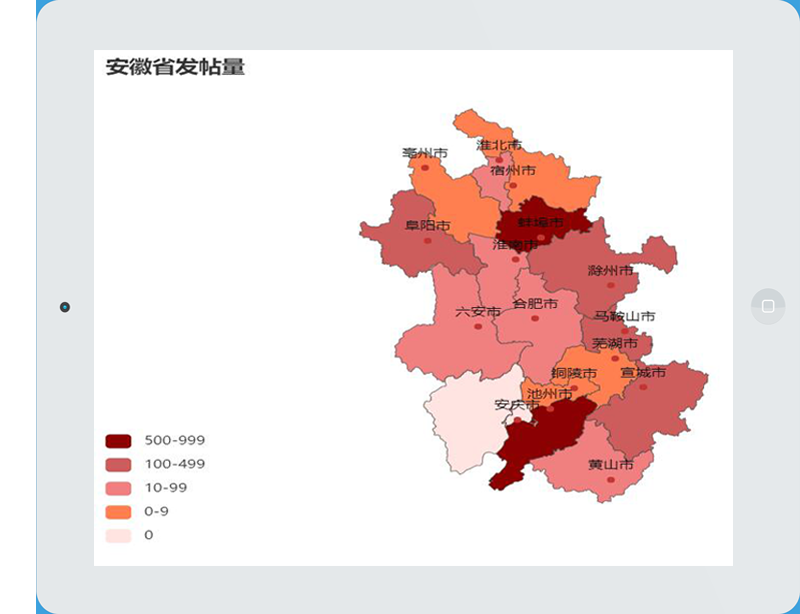 安徽省发帖量
淮北市
亳州市
宿州市
蚌埠市
阜阳市
淮南市
滁州市
合肥市
六安市
马鞍山市
芜湖市
铜陵市
宣城市
池州市
安庆市
黄山市
500-999
100-499
10-99
0-9
0